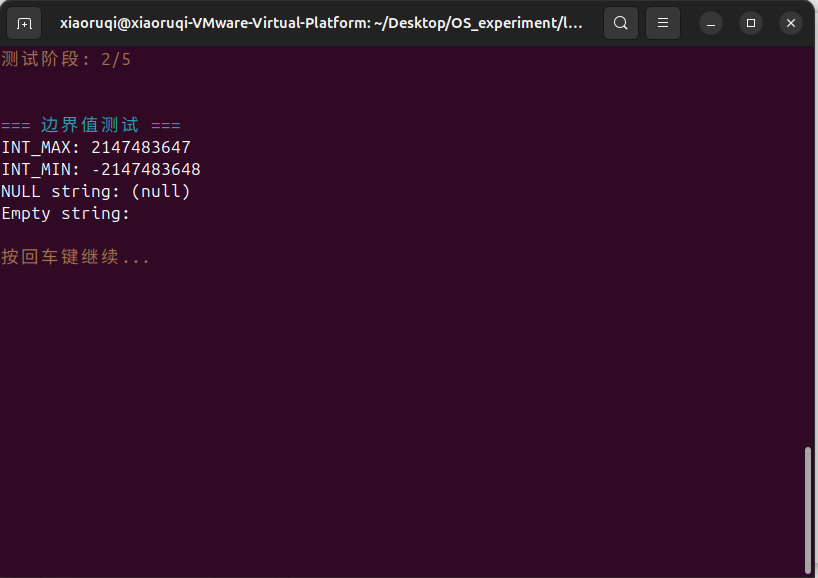 xiaoruqi@xiaoruqi-VMware-Virtual-Platform: ~/Desktop/OS_experiment/l...
测试阶段: 2/5
=== 边界值测试 ===
INT_MAX: 2147483647
INT_MIN: -2147483648
NULL string: (null)
Empty string:
按回车键继续...